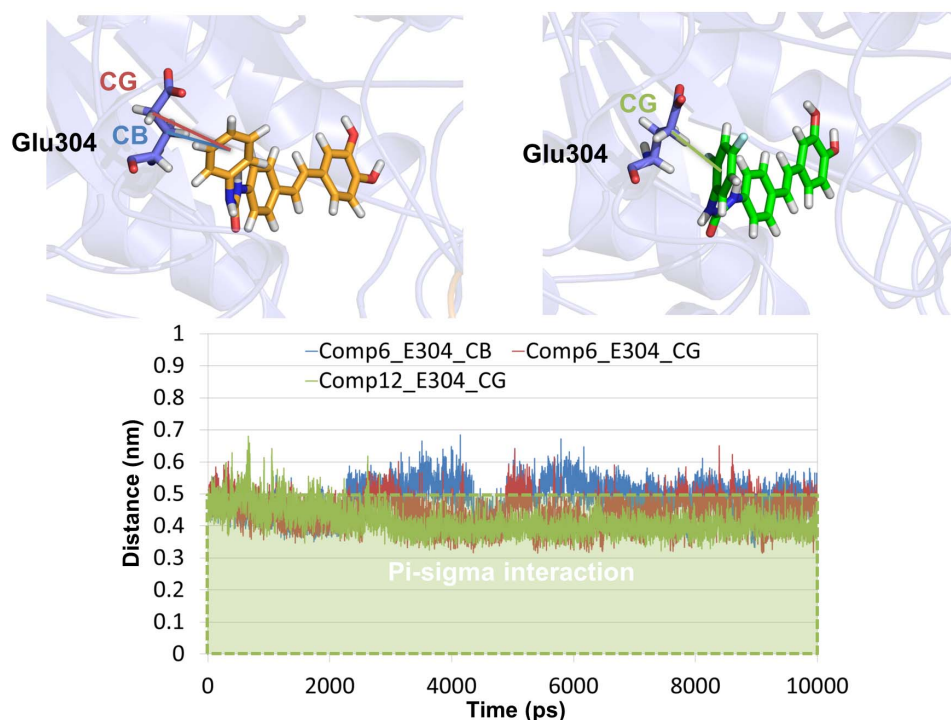 CG
CB
Glu304
CG
Glu304
Comp6_E304_CB
Comp6_E304_CG
Comp12_E304_CG
Distance (nm)
1
0.9
0.8
0.7
0.6
0.5
0.4
0.3
0.2
0.1
0
Pi-sigma interaction
0 2000 4000 6000 8000 10000
Time (ps)